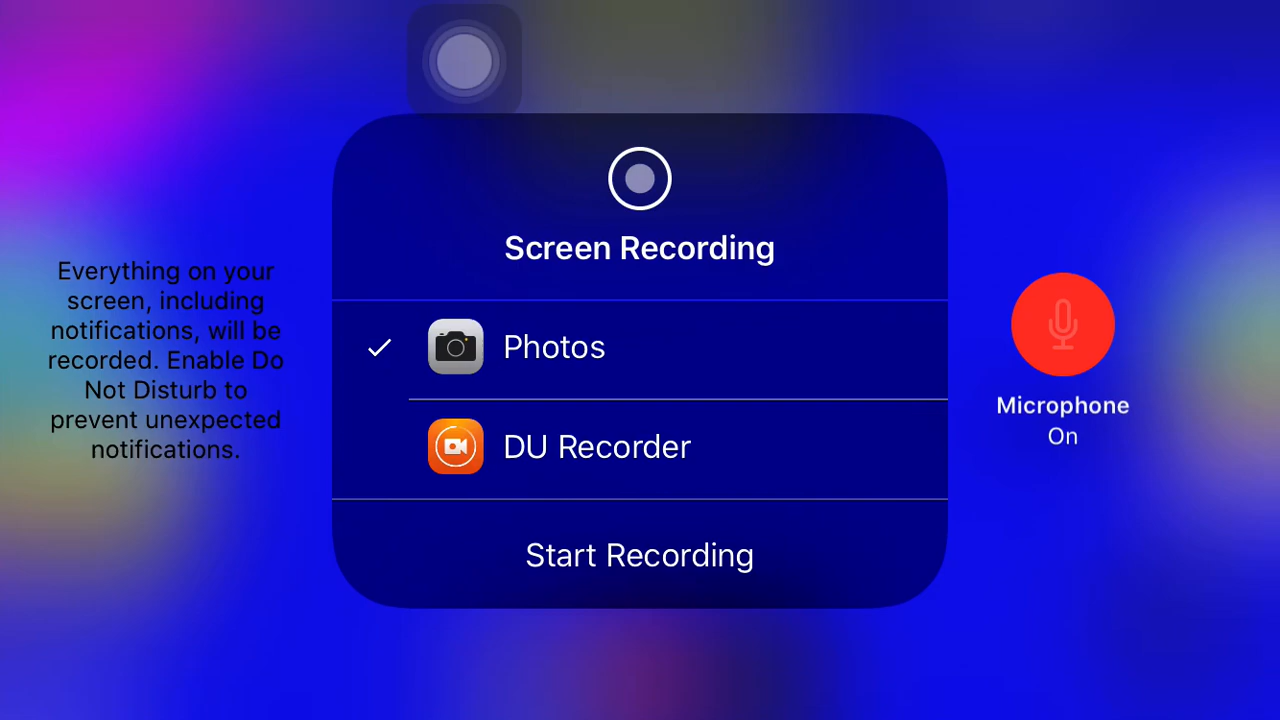 Everything on your
screen, including
notifications, will be
recorded. Enable Do
Not Disturb to
prevent unexpected
notifications.
Screen Recording
Photos
DU Recorder
Start Recording
Microphone
On